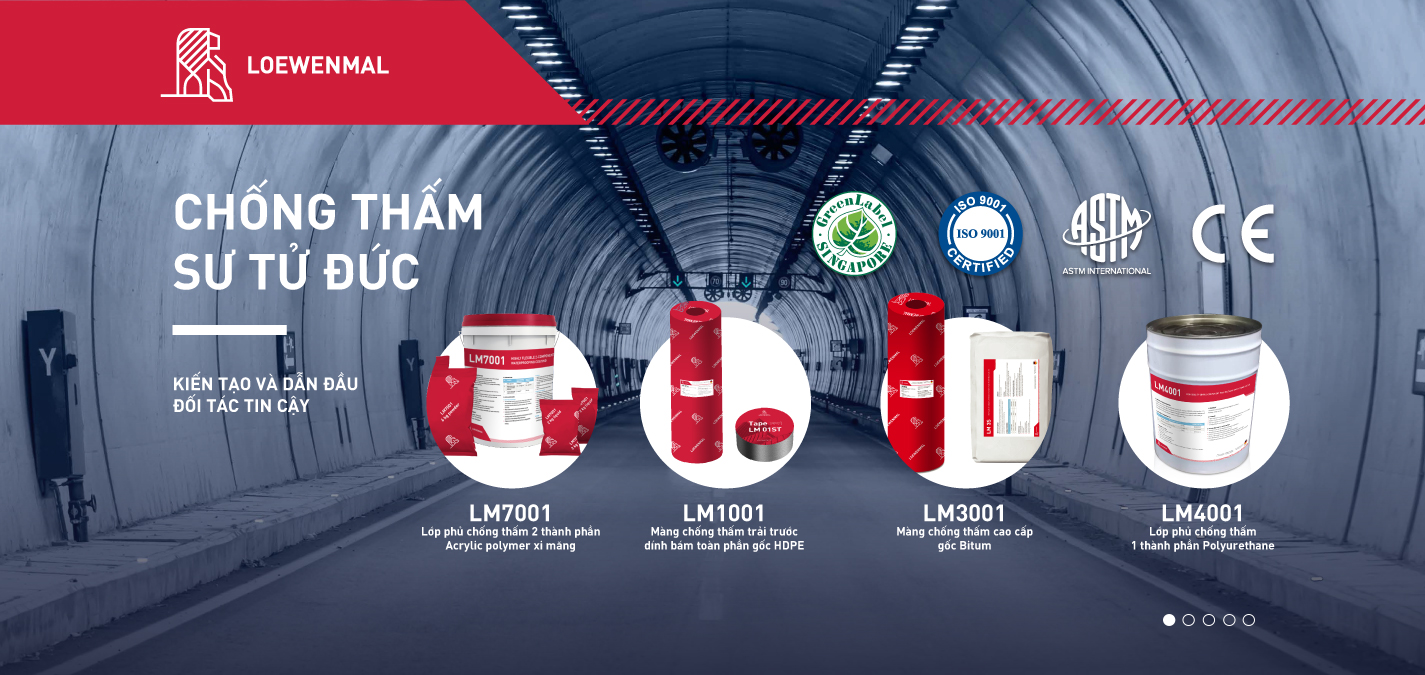 LOEWENMAL
CHỐNG THẤM
SƯ TỬ ĐỨC
KIẾN TẠO VÀ DẪN ĐẦU
ĐỐI TÁC TIN CẬY
GreenLabel
SINGAPORE
ISO 9001
ISO 9001
CERTIFIED
ASTM
ASTM INTERNATIONAL
CE
Y
Y
LM7001
Tape
LM 01ST
LM 25
LM4001
LM7001
Lớp phủ chống thấm 2 thành phần
Acrylic polymer xi măng
LM1001
Màng chống thấm trải trước
dính bám toàn phần gốc HDPE
LM3001
Màng chống thấm cao cấp
gốc Bitum
LM4001
Lớp phủ chống thấm
1 thành phần Polyurethane